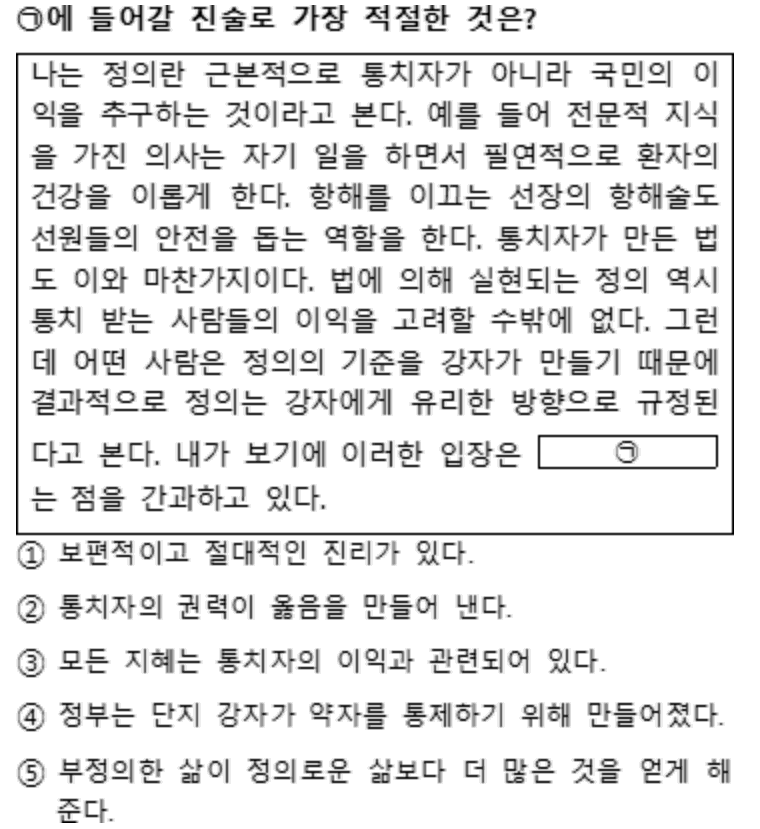 ㉠에 들어갈 진술로 가장 적절한 것은?
나는 정의란 근본적으로 통치자가 아니라 국민의 이
익을 추구하는 것이라고 본다. 예를 들어 전문적 지식
을 가진 의사는 자기 일을 하면서 필연적으로 환자의
건강을 이롭게 한다. 항해를 이끄는 선장의 항해술도
선원들의 안전을 돕는 역할을 한다. 통치자가 만든 법
도 이와 마찬가지이다. 법에 의해 실현되는 정의 역시
통치 받는 사람들의 이익을 고려할 수밖에 없다. 그런
데 어떤 사람은 정의의 기준을 강자가 만들기 때문에
결과적으로 정의는 강자에게 유리한 방향으로 규정된
다고 본다. 내가 보기에 이러한 입장은 ㉠
는 점을 간과하고 있다.
① 보편적이고 절대적인 진리가 있다.
② 통치자의 권력이 옳음을 만들어 낸다.
③ 모든 지혜는 통치자의 이익과 관련되어 있다.
④ 정부는 단지 강자가 약자를 통제하기 위해 만들어졌다.
⑤ 부정의한 삶이 정의로운 삶보다 더 많은 것을 얻게 해
준다.